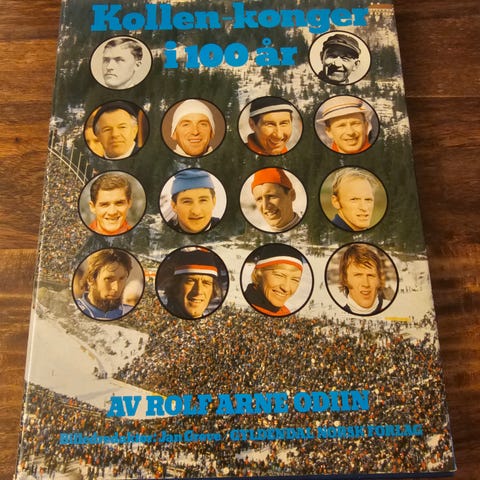 Kollen-konger
i 100 år
AV ROLF ARNE ODIIN
Billedredaktør: Jan Greve GYLDENDAL NORSK FORLAG